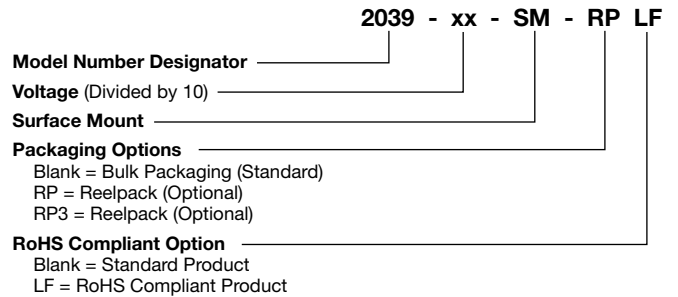 2039 - xx - SM - RP LF
Model Number Designator
Voltage (Divided by 10)
Surface Mount
Packaging Options
Blank = Bulk Packaging (Standard)
RP = Reelpack (Optional)
RP3 = Reelpack (Optional)
RoHS Compliant Option
Blank = Standard Product
LF = RoHS Compliant Product